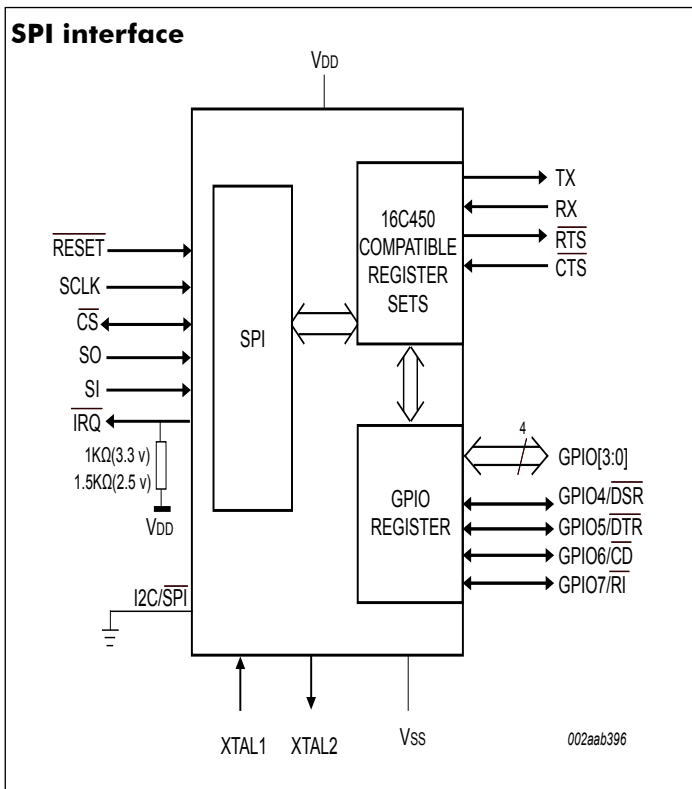 SPI interface
VDD
RESET
SCLK
CS
SO
SI
IRQ
1KΩ(3.3 v)
1.5KΩ(2.5 v)
VDD
I2C/SPI
SPI
16C450
COMPATIBLE
REGISTER
SETS
TX
RX
RTS
CTS
GPIO
REGISTER
4
GPIO[3:0]
GPIO4/DSR
GPIO5/DTR
GPIO6/CD
GPIO7/RI
XTAL1
XTAL2
VSS
002aab396